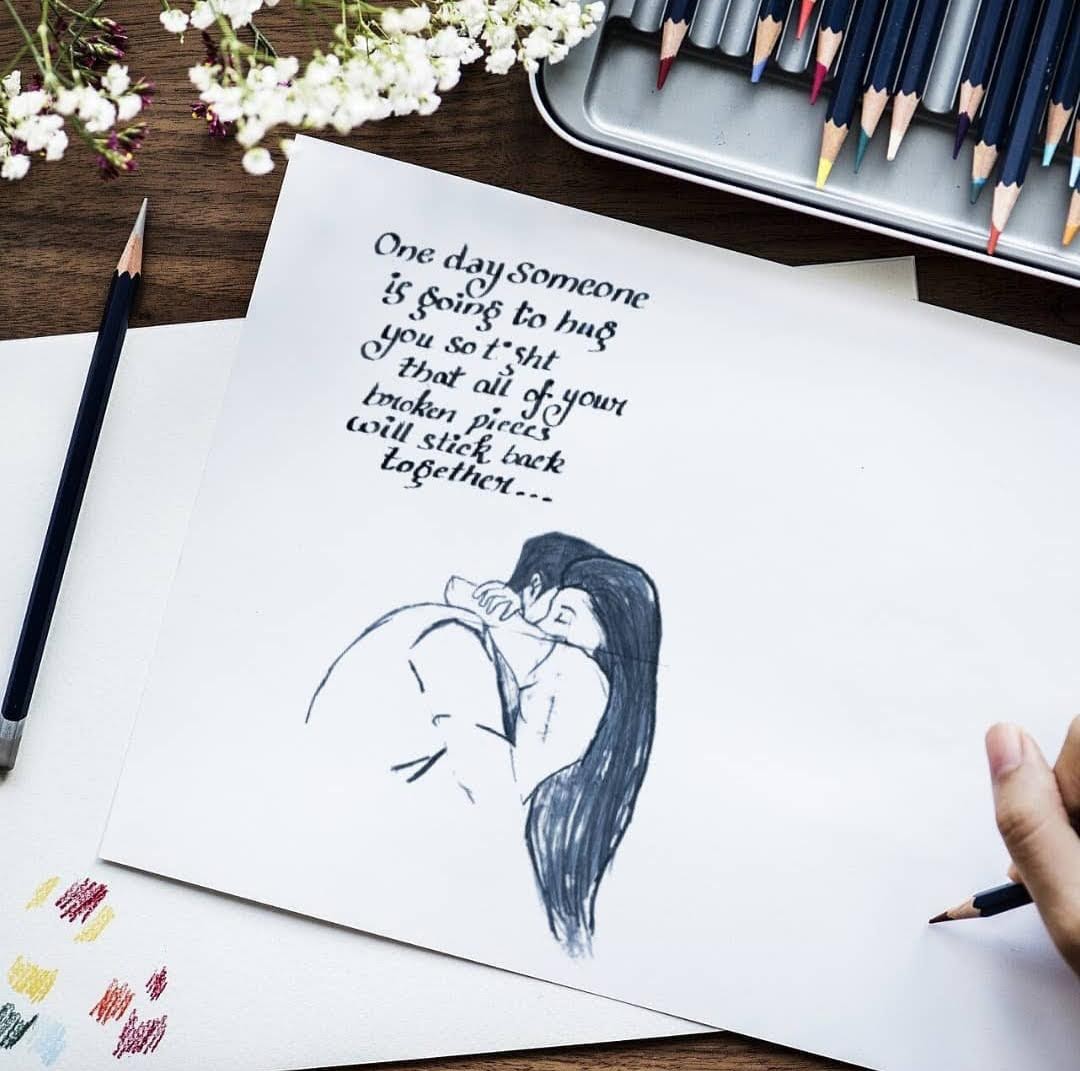 One day someone
is going to hug
you so t*ght
that all of your
broken pieces
will stick back
together...